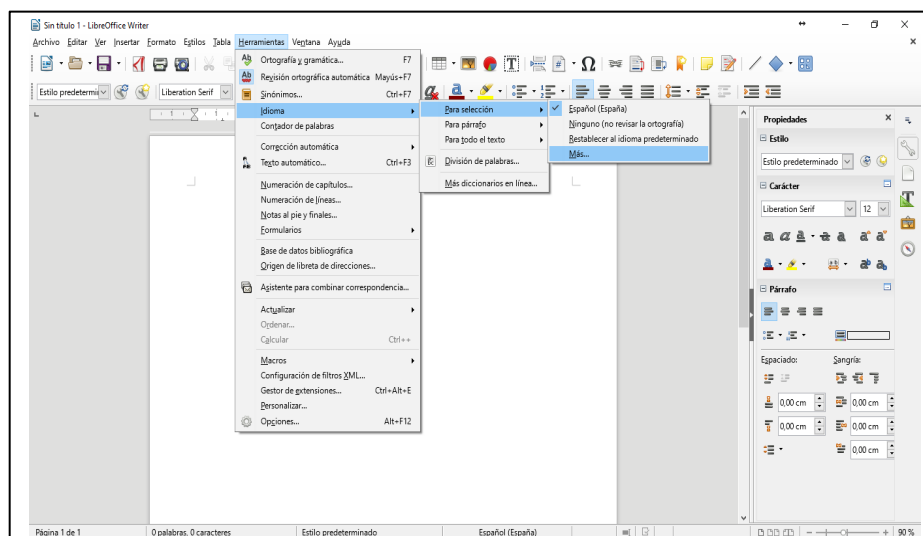 Sin título 1 - LibreOffice Writer
Archivo Editar Ver Insertar Formato Estilos Tabla Herramientas Ventana Ayuda
Estilo predetermi
Liberation Serif
Ortografía y gramática... F7
Revisión ortográfica automática Mayús+F7
Sinónimos... Ctrl+F7
Idioma
Contador de palabras
Corrección automática
Texto automático... Ctrl+F3
Numeración de capítulos...
Numeración de líneas...
Notas al pie y finales...
Formularios
Base de datos bibliográfica
Origen de libreta de direcciones...
Asistente para combinar correspondencia...
Actualizar
Ordenar...
Calcular Ctrl++
Macros
Configuración de filtros XML...
Gestor de extensiones... Ctrl+Alt+E
Personalizar...
Opciones... Alt+F12
Para selección
Para párrafo
Para todo el texto
División de palabras...
Más diccionarios en línea...
Español (España)
Ninguno (no revisar la ortografía)
Restablecer al idioma predeterminado
Más...
Propiedades
Estilo
Estilo predeterminado
Carácter
Liberation Serif 12
Párrafo
Espaciado: Sangría:
0,00 cm 0,00 cm
0,00 cm 0,00 cm
0,00 cm
Página 1 de 1 0 palabras, 0 caracteres Estilo predeterminado Español (España) 90 %